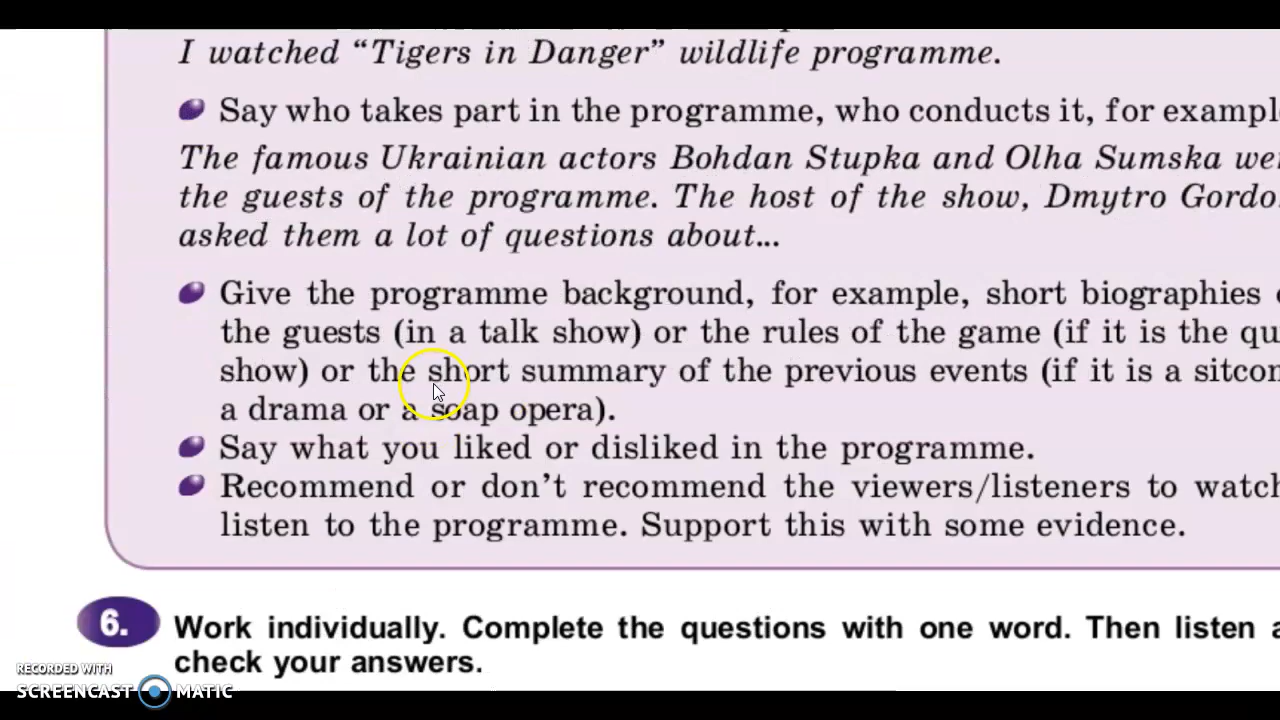 I watched “Tigers in Danger” wildlife programme.
Say who takes part in the programme, who conducts it, for
The famous Ukrainian actors Bohdan Stupka and Olha Sumska
the guests of the programme. The host of the show, Dmytro
asked them a lot of questions about...
Give the programme background, for example, short biographies
the guests (in a talk show) or the rules of the game (if it is the
show) or the short summary of the previous events (if it is a
a drama or a soap opera).
Say what you liked or disliked in the programme.
Recommend or don’t recommend the viewers/listeners to watch
listen to the programme. Support this with some evidence.
6. Work individually. Complete the questions with one word. Then listen
check your answers.
RECORDED WITH
SCREENCAST MATIC